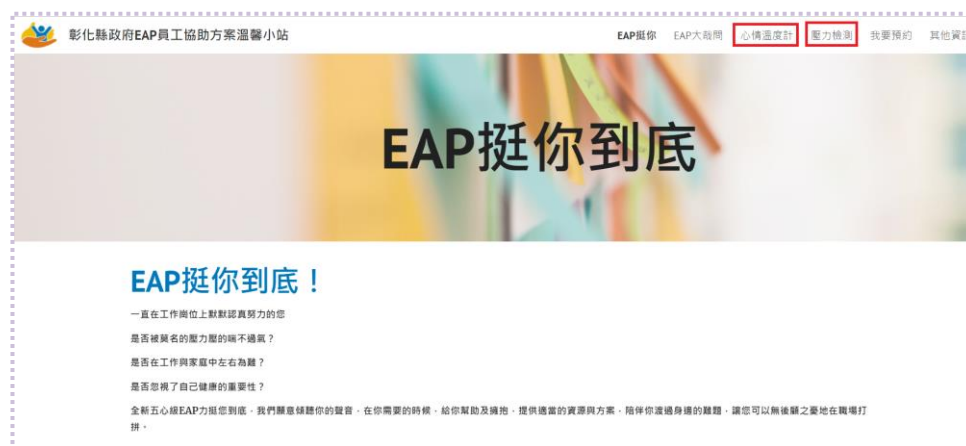 彰化縣政府EAP員工協助方案溫馨小站
EAP挺你 EAP大哉問 心情溫度計 壓力檢測 我要預約 其他資訊
EAP挺你到底
EAP挺你到底！
一直在工作崗位上默默認真努力的您
是否被莫名的壓力壓的喘不過氣？
是否在工作與家庭中左右為難？
是否忽視了自己健康的重要性？
全新五心級EAP力挺您到底，我們願意傾聽你的聲音，在你需要的時候，給你幫助及擁抱，提供適當的資源與方案，陪伴你渡過身邊的難題，讓您可以無後顧之憂地在職場打
拼。